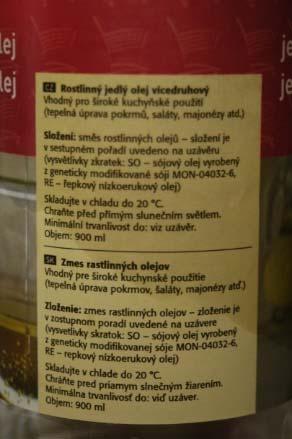 lej
lej
je
je
CZ Rostlinný jedlý olej vícedruhový
Vhodný pro široké kuchyňské použití
(tepelná úprava pokrmů, saláty, majonézy atd.)
Složení: směs rostlinných olejů – složení je
v sestupném pořadí uvedeno na uzávěru
(vysvětlivky zkratek: SO – sójový olej vyrobený
z geneticky modifikované sóji MON-04032-6,
RE – řepkový nízkoerukový olej)
Skladujte v chladu do 20 °C.
Chraňte před přímým slunečním světlem.
Minimální trvanlivost do: viz uzávěr.
Objem: 900 ml
SK Zmes rastlinných olejov
Vhodný pre široké kuchynské použitie
(tepelná úprava pokrmov, šaláty, majonézy atď.)
Zloženie: zmes rastlinných olejov – zloženie je
v zostupnom poradí uvedené na uzávere
(vysvetlivky skratok: SO – sójový olej vyrobený
z geneticky modifikovanej sóje MON-04032-6,
RE – repkový nízkoerukový olej)
Skladujte v chlade do 20 °C.
Chráňte pred priamym slnečným žiarením.
Minimálna trvanlivosť do: viď uzáver.
Objem: 900 ml